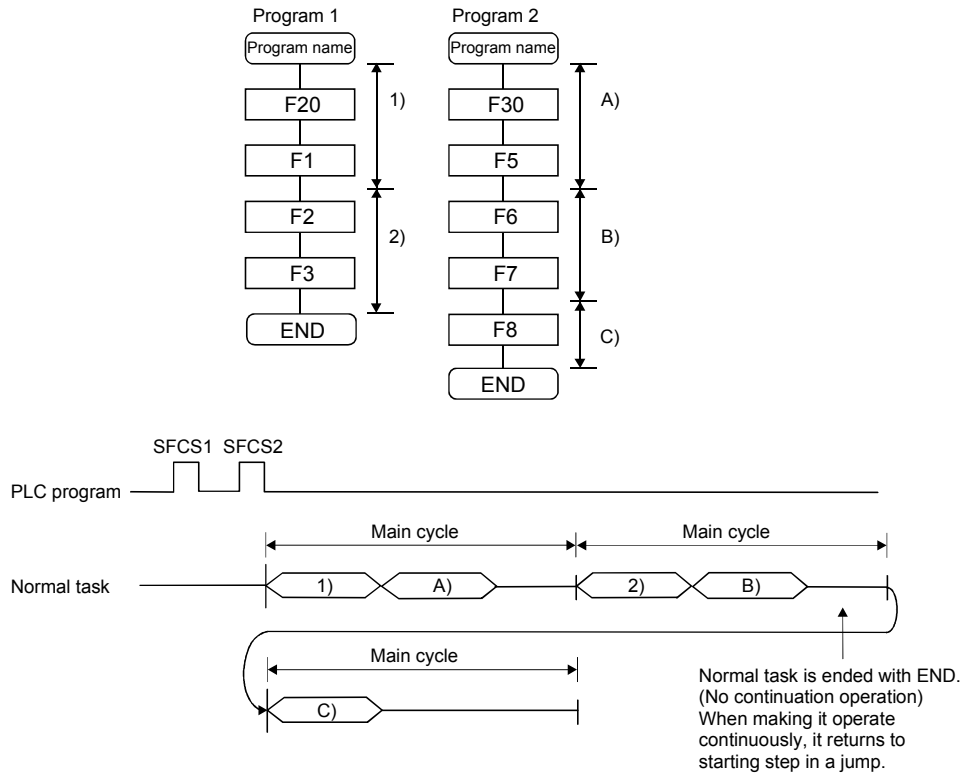 Program 1
Program 2
Program name
Program name
F20
1)
F30
A)
F1
F5
F2
2)
F6
B)
F3
F7
END
F8
C)
END
SFCS1 SFCS2
PLC program
Main cycle
Main cycle
Normal task
1)
A)
2)
B)
Main cycle
C)
Normal task is ended with END.
(No continuation operation)
When making it operate
continuously, it returns to
starting step in a jump.